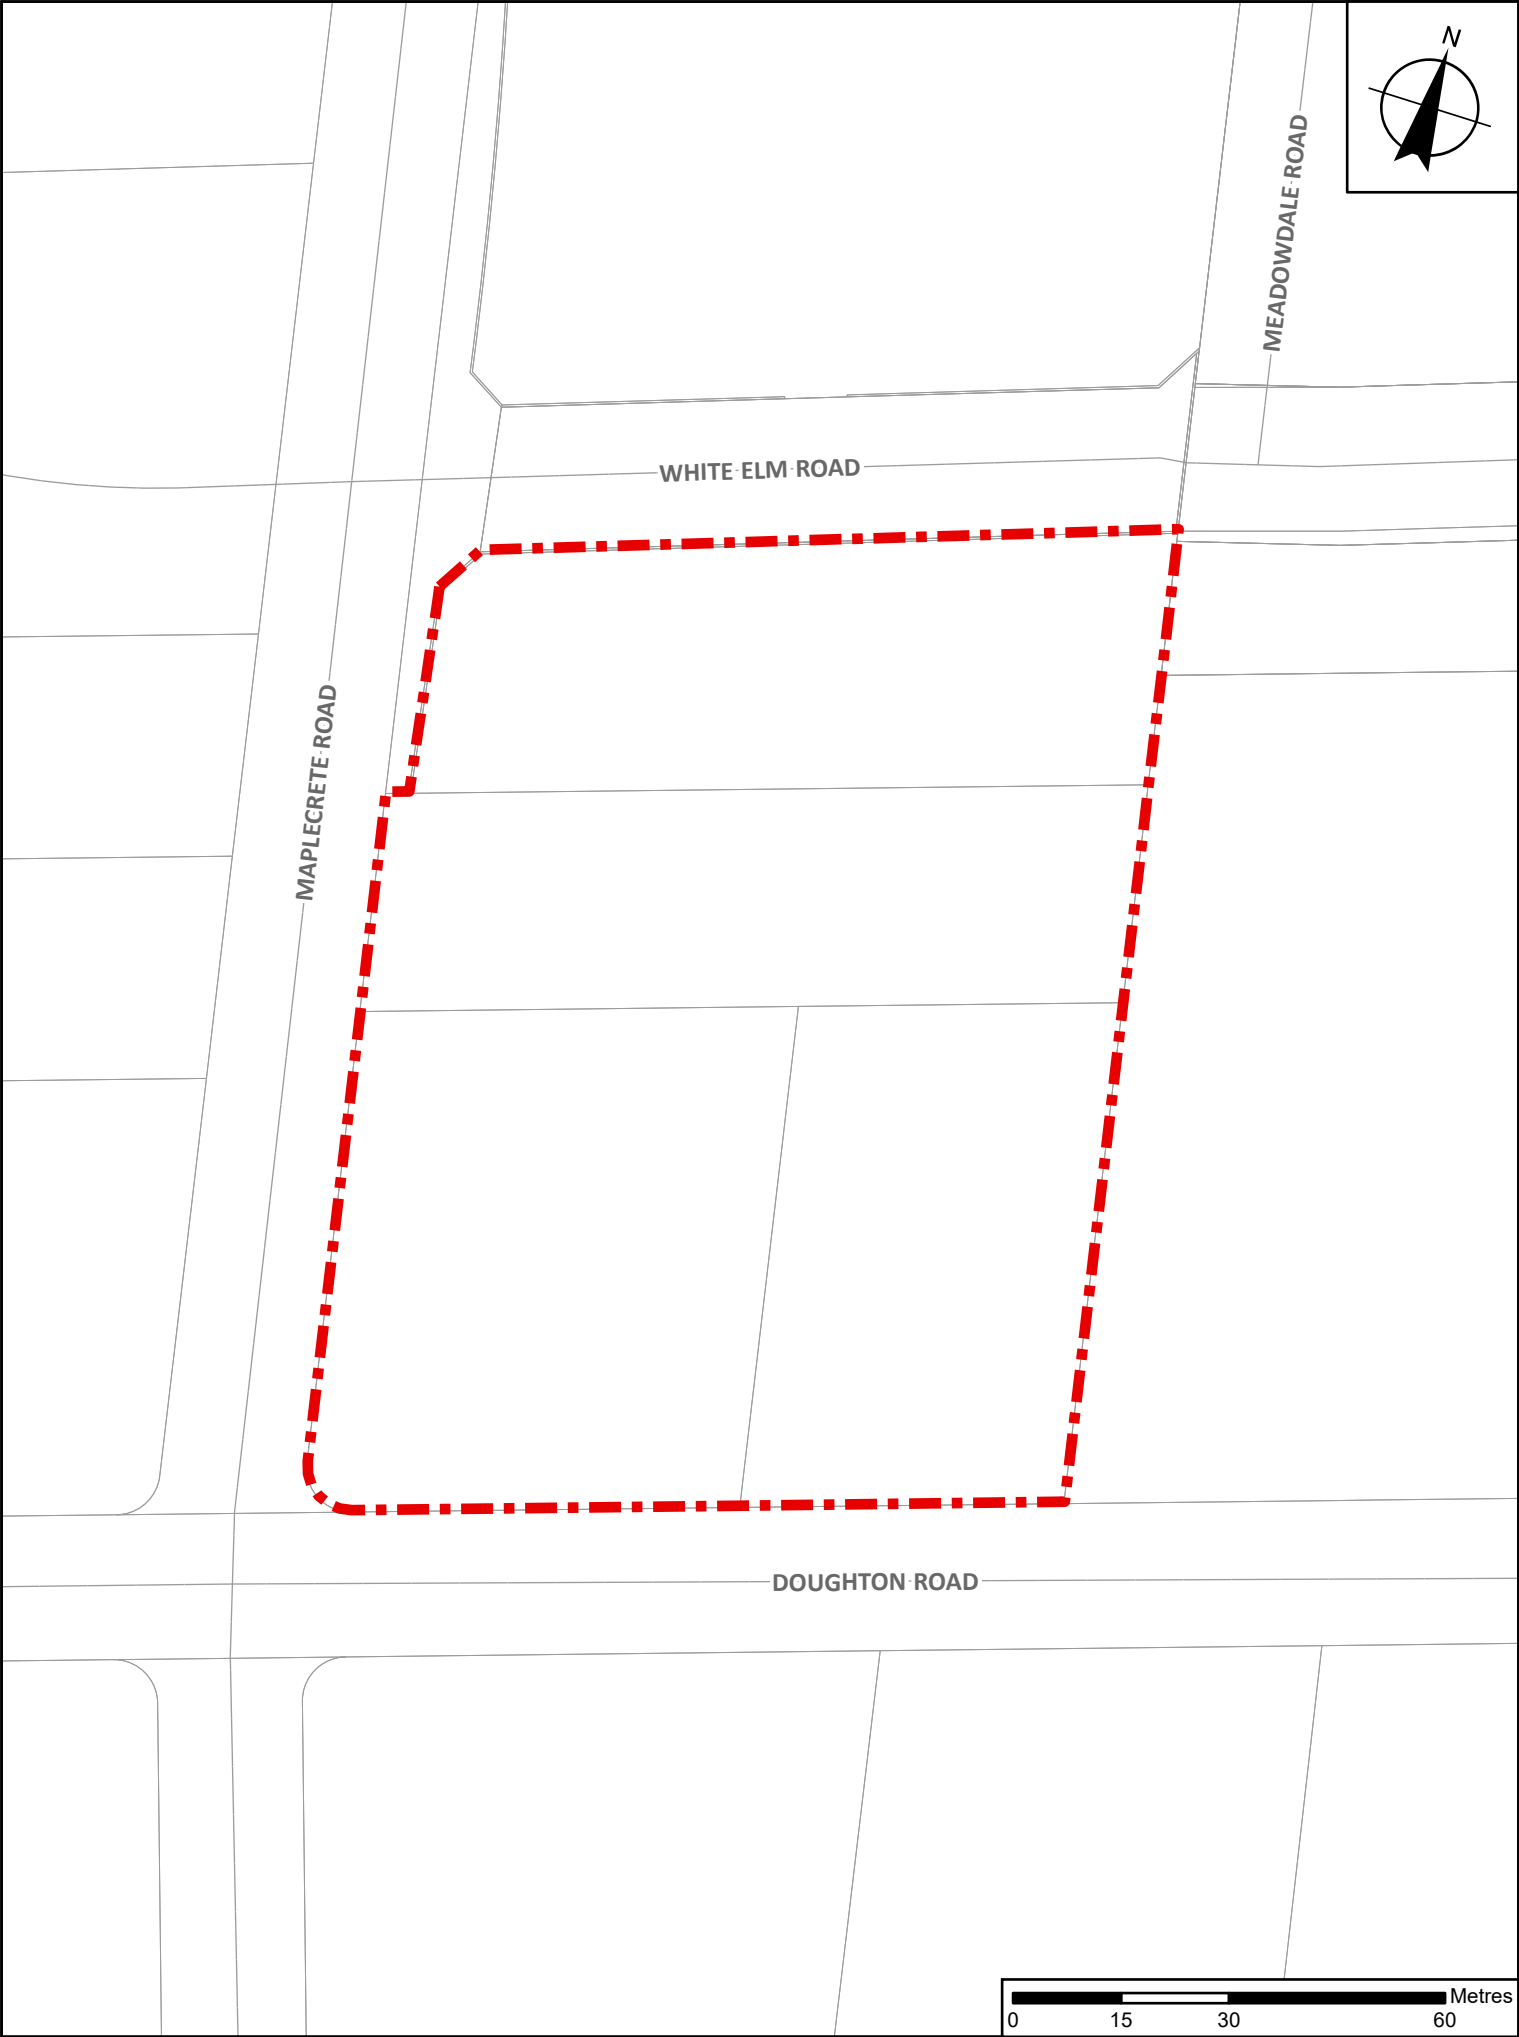 N
MEADOWDALE ROAD
WHITE ELM ROAD
MAPLECRETE ROAD
DOUGHTON ROAD
Metres
0 15 30 60